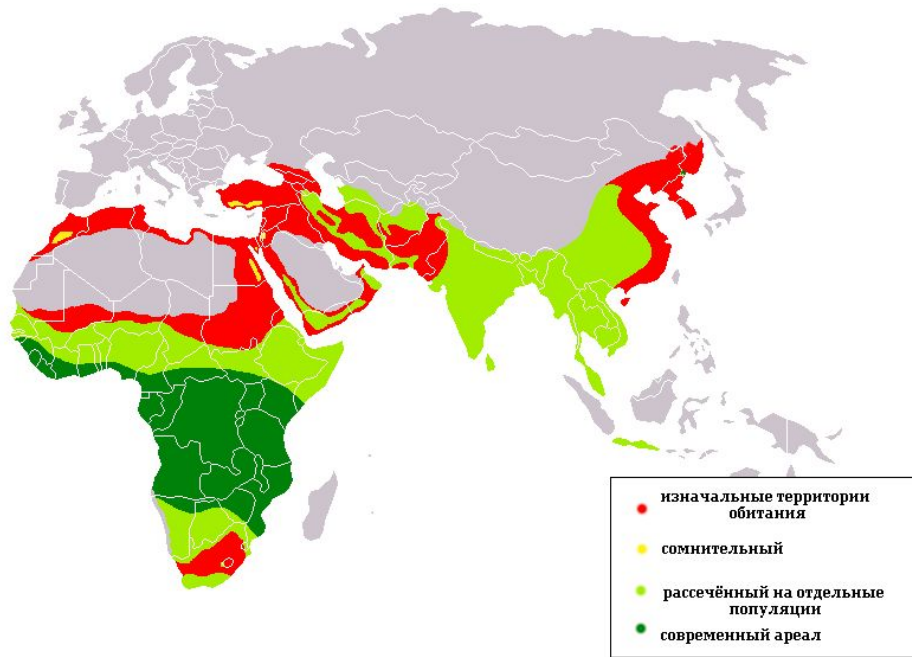 изначальные территории
обитания
сомнительный
рассечённый на отдельные
популяции
современный ареал